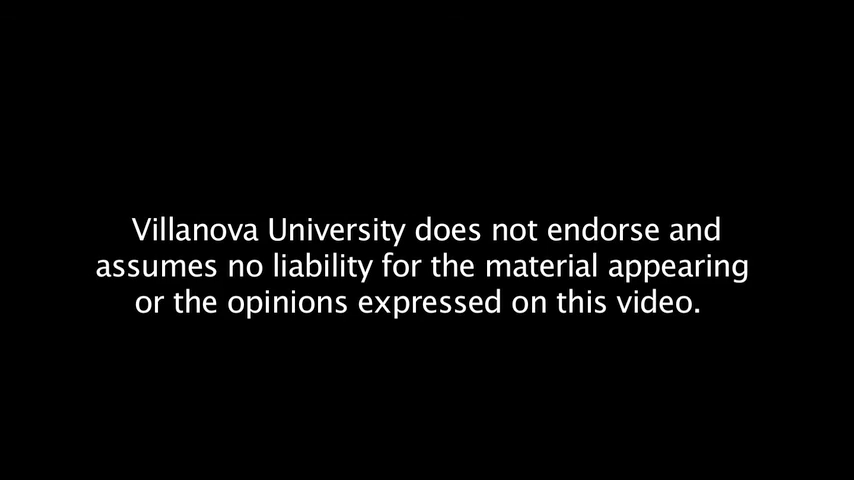 Villanova University does not endorse and
assumes no liability for the material appearing
or the opinions expressed on this video.